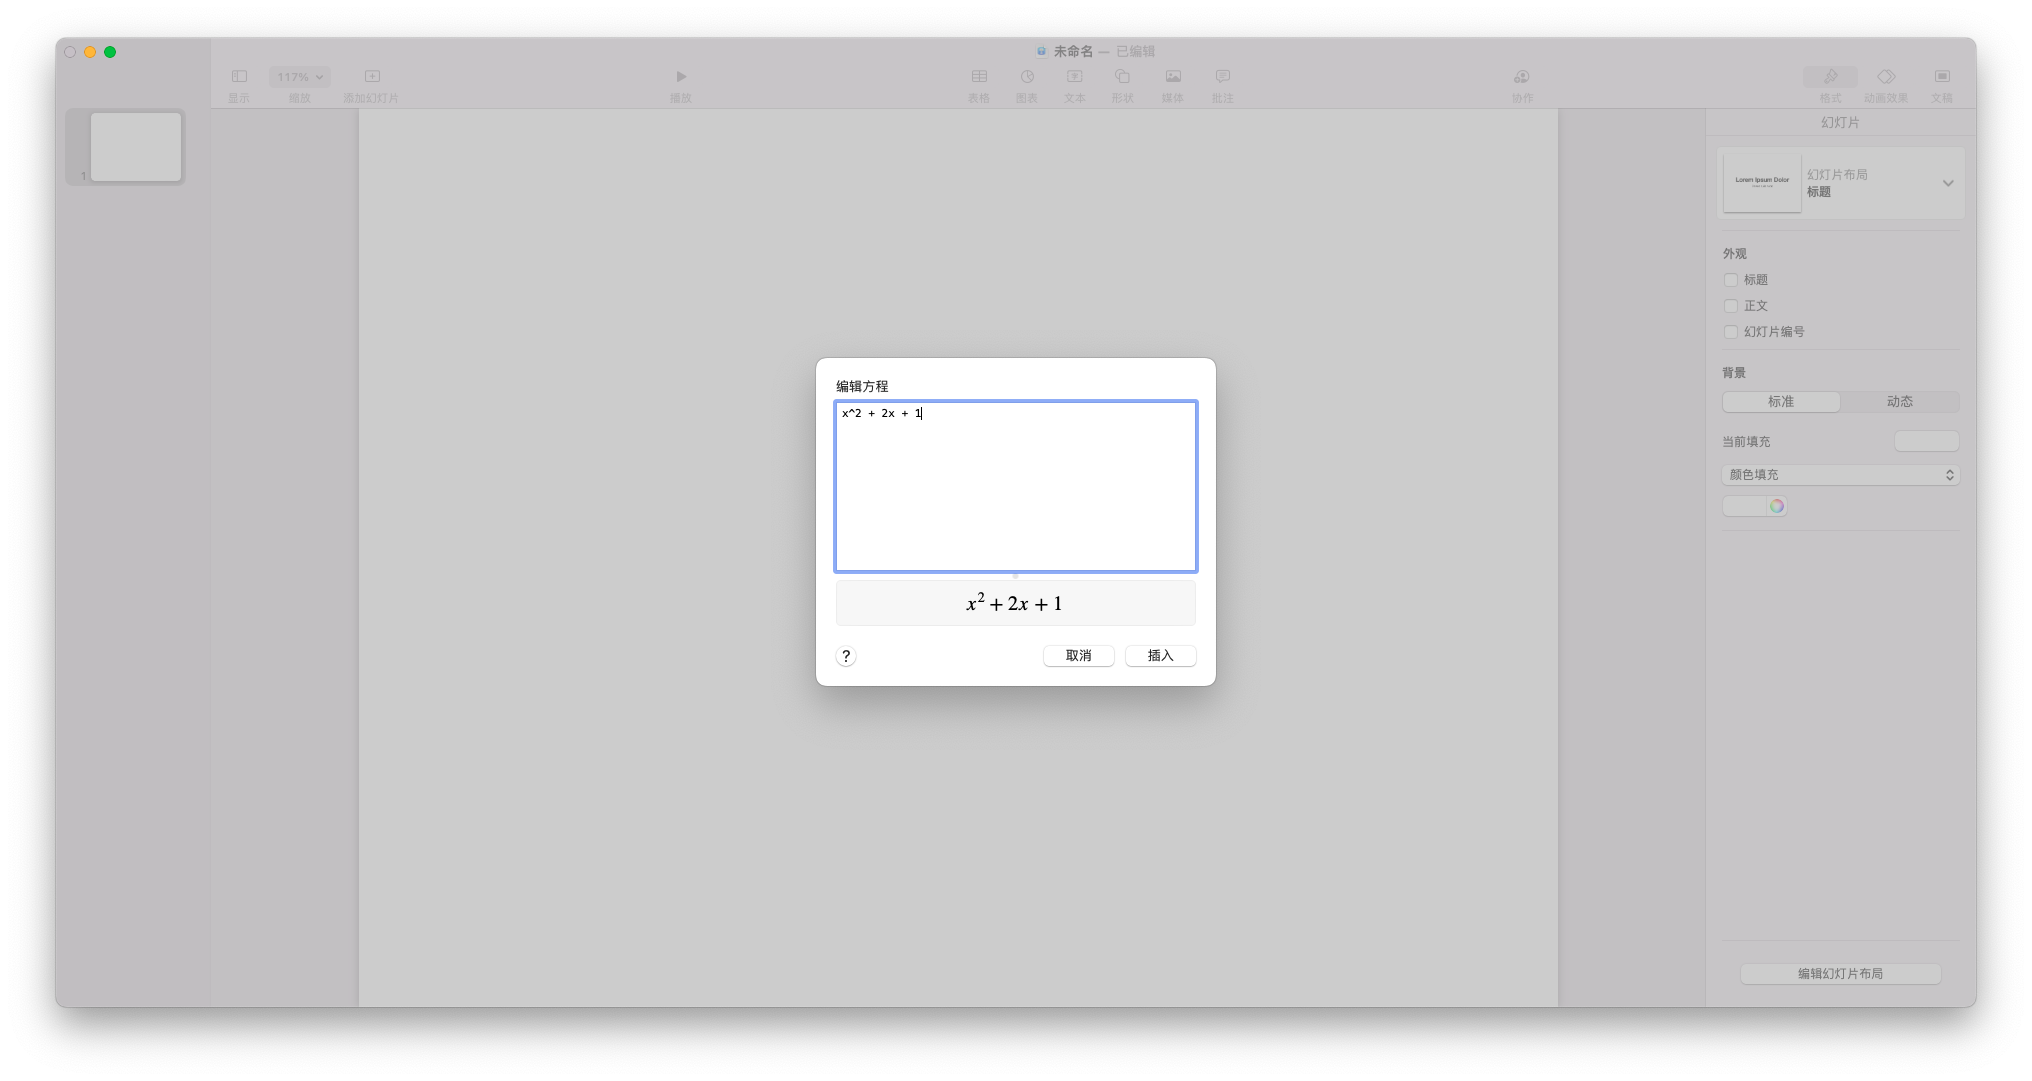 未命名 — 已编辑
117%
显示 缩放 添加幻灯片 播放 表格 图表 文本 形状 媒体 批注 协作 格式 动画效果 文稿
1
幻灯片
Lorem Ipsum Dolor
幻灯片布局
标题
外观
标题
正文
幻灯片编号
背景
标准 动态
当前填充
颜色填充
编辑幻灯片布局
编辑方程
x^2 + 2x + 1
x² + 2x + 1
? 取消 插入